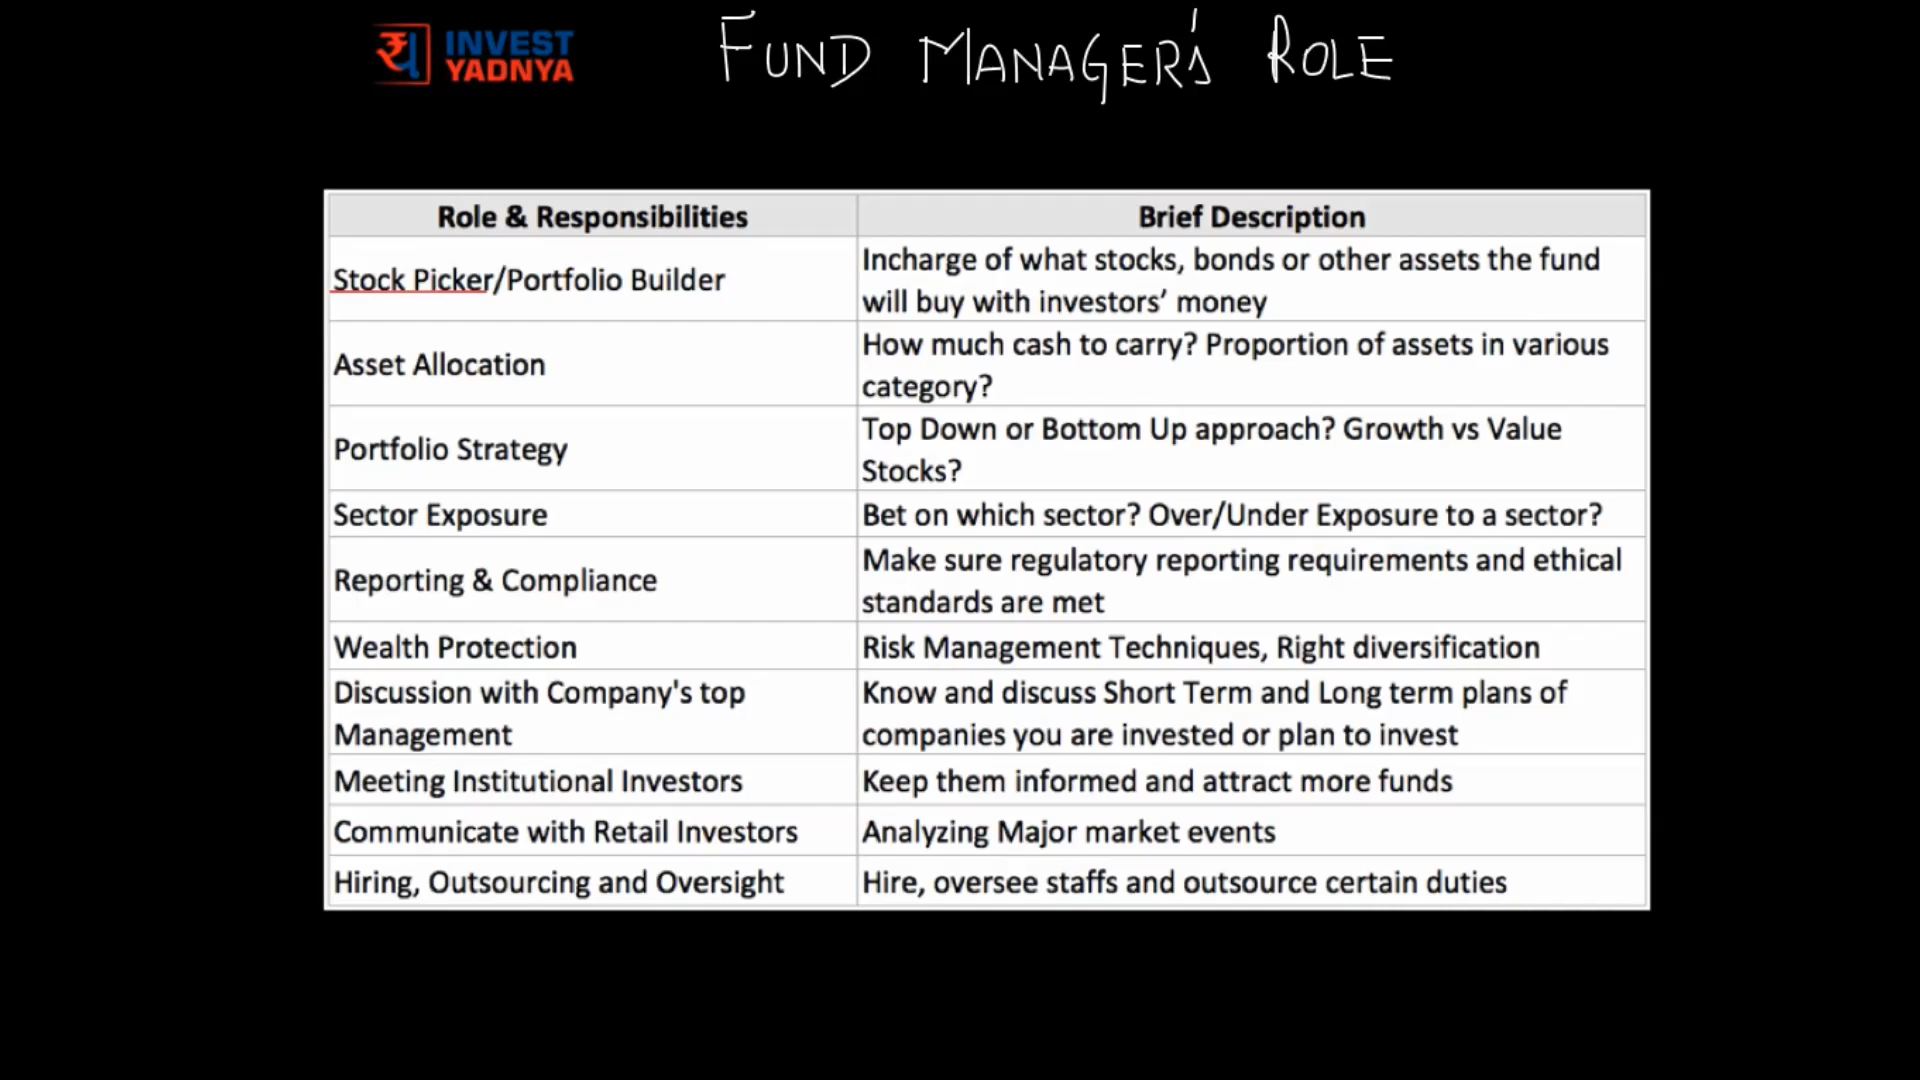 INVEST
YADNYA
FUND MANAGER'S ROLE
Role & Responsibilities
Brief Description
Stock Picker/Portfolio Builder
Incharge of what stocks, bonds or other assets the fund
will buy with investors’ money
Asset Allocation
How much cash to carry? Proportion of assets in various
category?
Portfolio Strategy
Top Down or Bottom Up approach? Growth vs Value
Stocks?
Sector Exposure
Bet on which sector? Over/Under Exposure to a sector?
Reporting & Compliance
Make sure regulatory reporting requirements and ethical
standards are met
Wealth Protection
Risk Management Techniques, Right diversification
Discussion with Company's top
Management
Know and discuss Short Term and Long term plans of
companies you are invested or plan to invest
Meeting Institutional Investors
Keep them informed and attract more funds
Communicate with Retail Investors
Analyzing Major market events
Hiring, Outsourcing and Oversight
Hire, oversee staffs and outsource certain duties